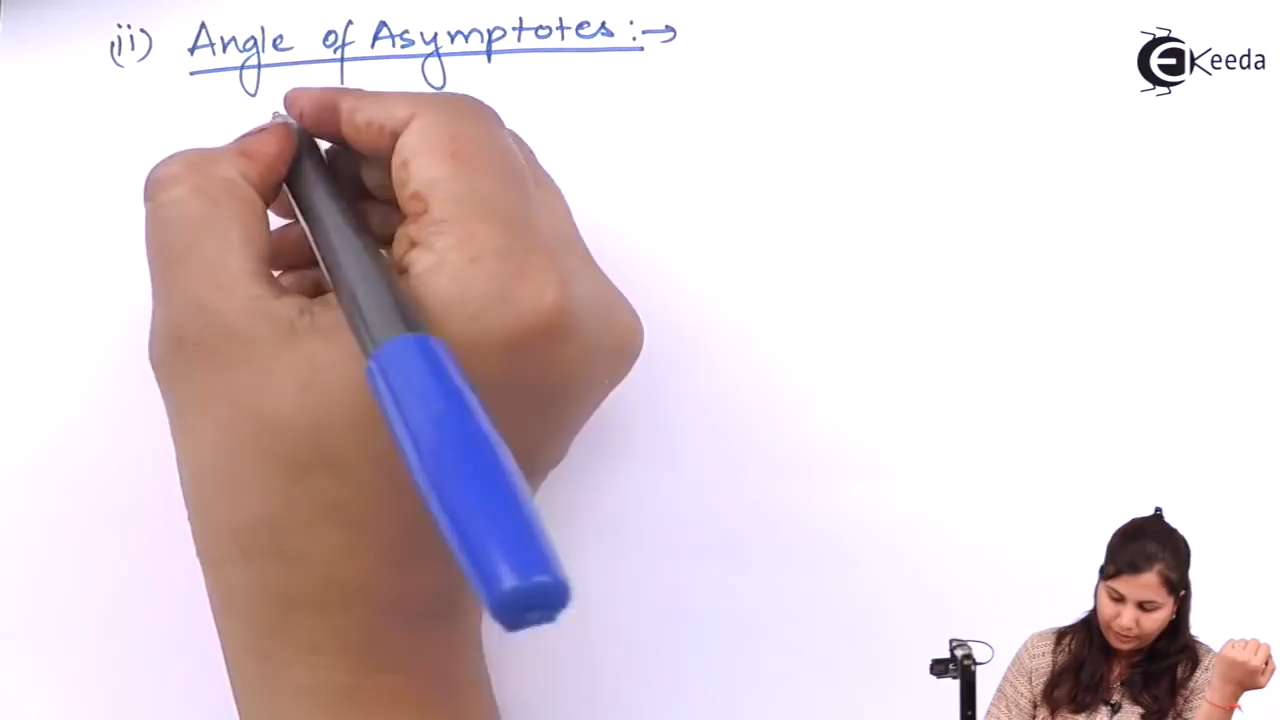 (ii) Angle of Asymptotes :→
EKeeda